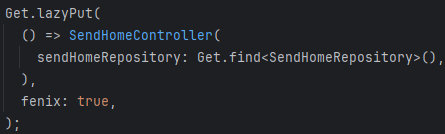 Get.lazyPut(
  () => SendHomeController(
    sendHomeRepository: Get.find<SendHomeRepository>(),
  ),
  fenix: true,
);